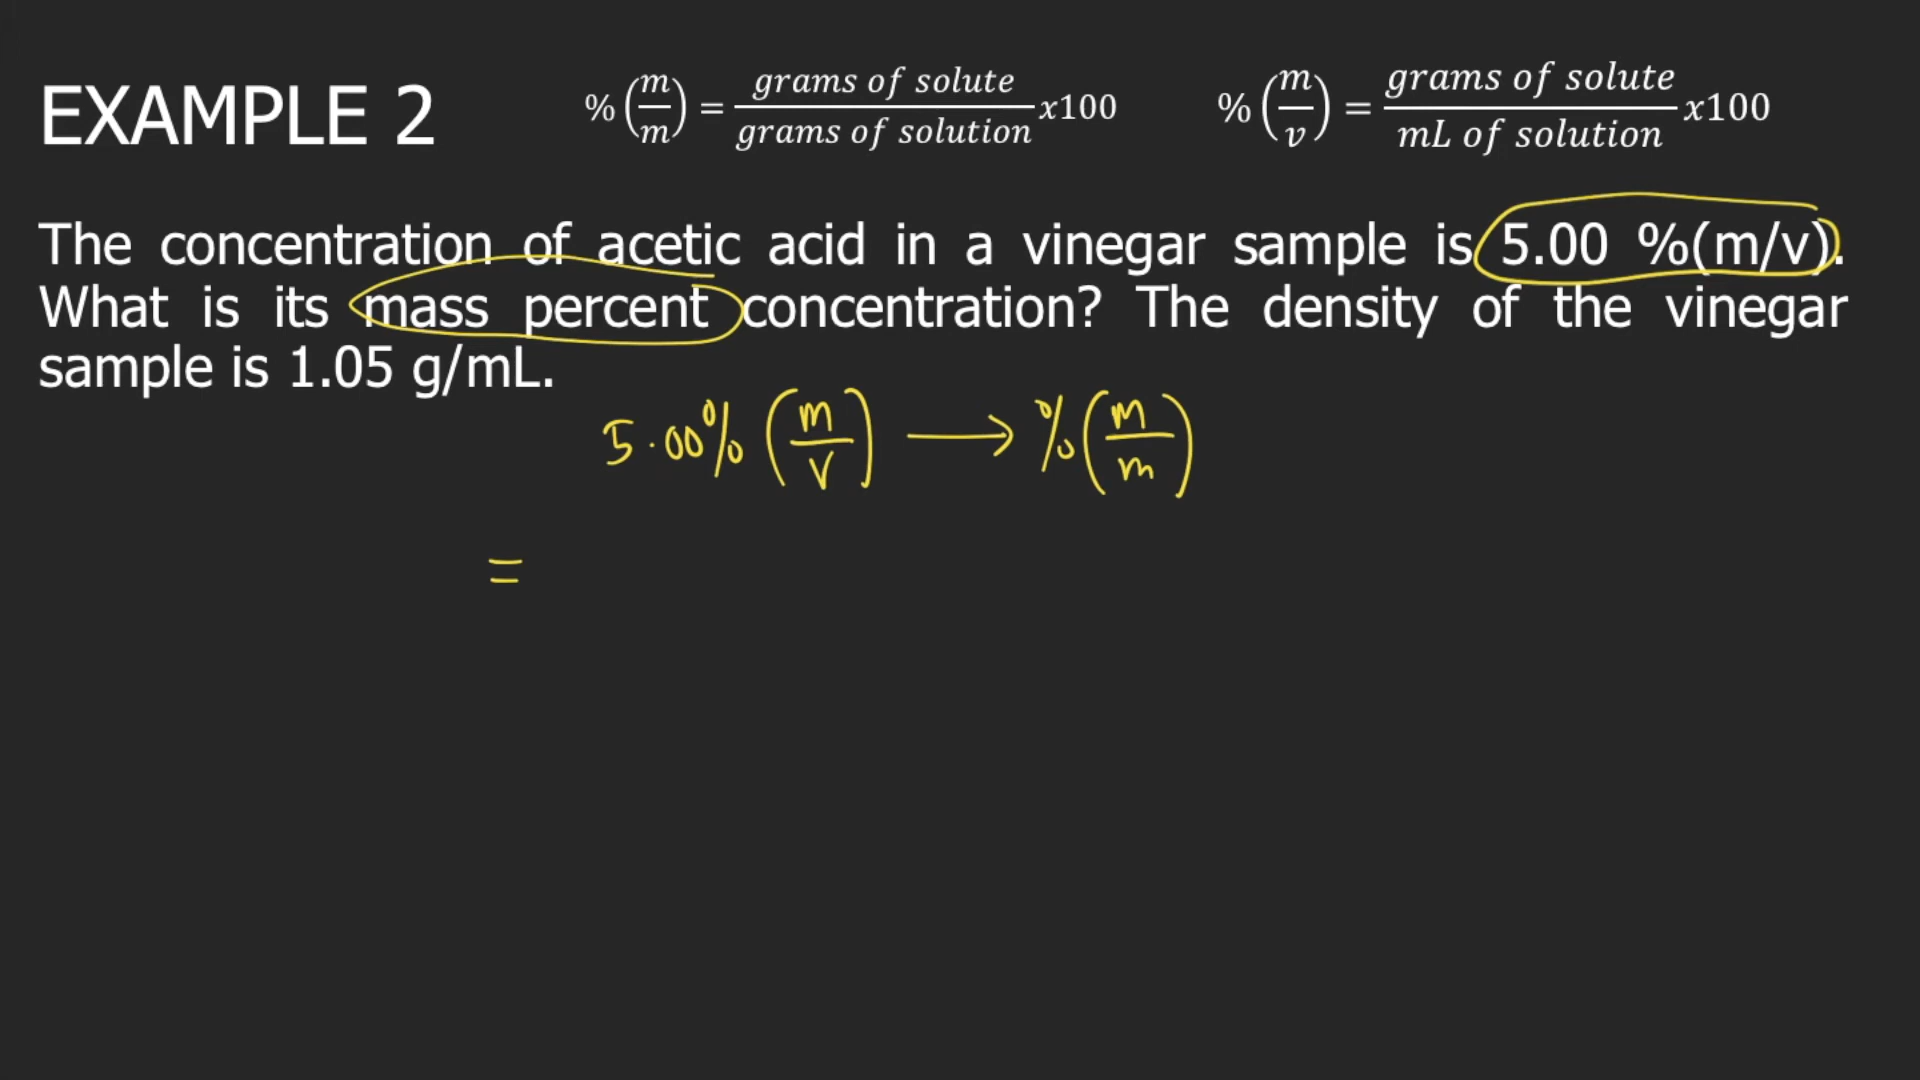 EXAMPLE 2
% (m/m) = grams of solute / grams of solution x100
% (m/v) = grams of solute / mL of solution x100
The concentration of acetic acid in a vinegar sample is 5.00 %(m/v).
What is its mass percent concentration? The density of the vinegar
sample is 1.05 g/mL.
5.00% (m/v) → % (m/m)
=